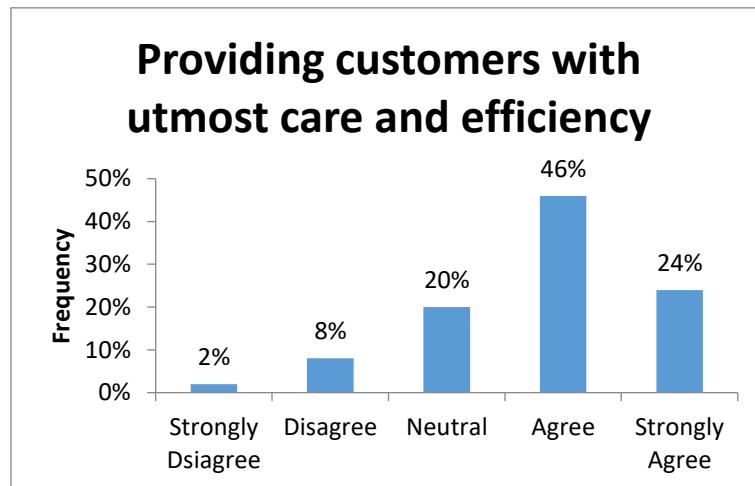 Providing customers with
utmost care and efficiency
Frequency
50%
40%
30%
20%
10%
0%
2%
8%
20%
46%
24%
Strongly
Dsiagree
Disagree
Neutral
Agree
Strongly
Agree